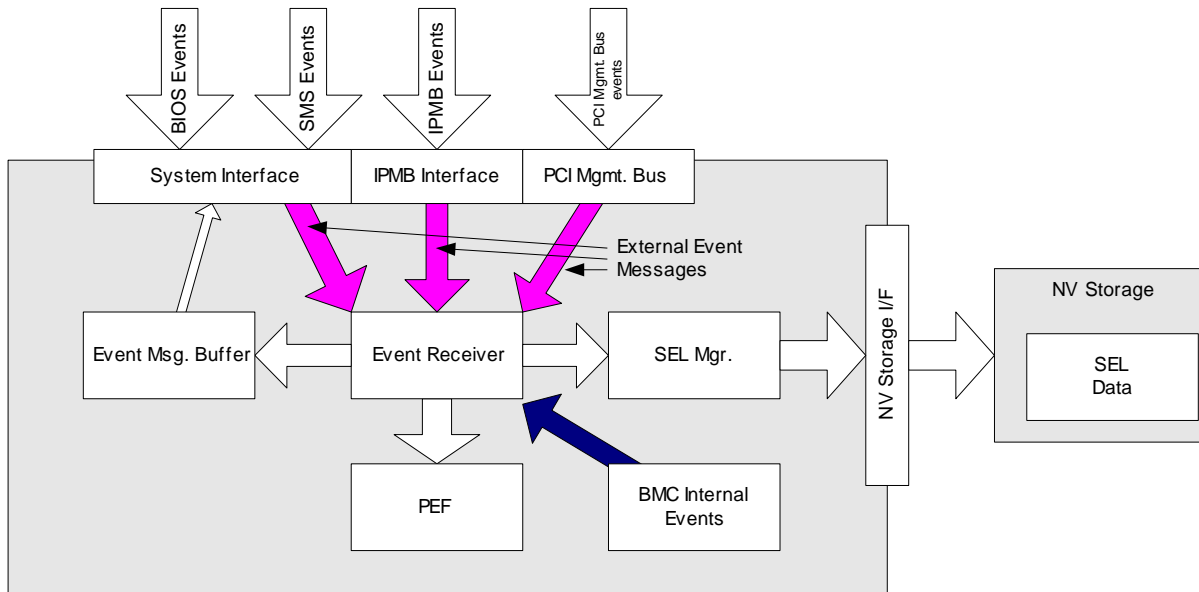 BIOS Events
SMS Events
IPMB Events
PCI Mgmt. Bus
events
System Interface
IPMB Interface
PCI Mgmt. Bus
External Event
Messages
Event Msg. Buffer
Event Receiver
SEL Mgr.
NV Storage I/F
NV Storage
SEL
Data
PEF
BMC Internal
Events